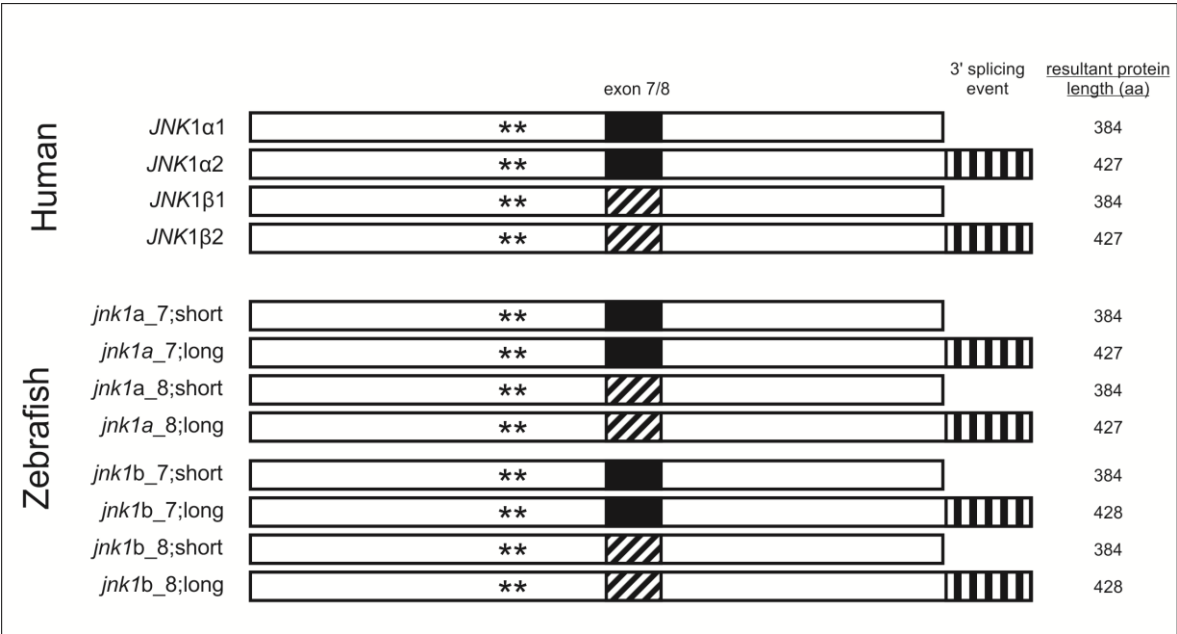 3' splicing
event
resultant protein
length (aa)
exon 7/8
Human
JNK1α1 ** 384
JNK1α2 ** 427
JNK1β1 ** 384
JNK1β2 ** 427
Zebrafish
jnk1a_7;short ** 384
jnk1a_7;long ** 427
jnk1a_8;short ** 384
jnk1a_8;long ** 427
jnk1b_7;short ** 384
jnk1b_7;long ** 428
jnk1b_8;short ** 384
jnk1b_8;long ** 428